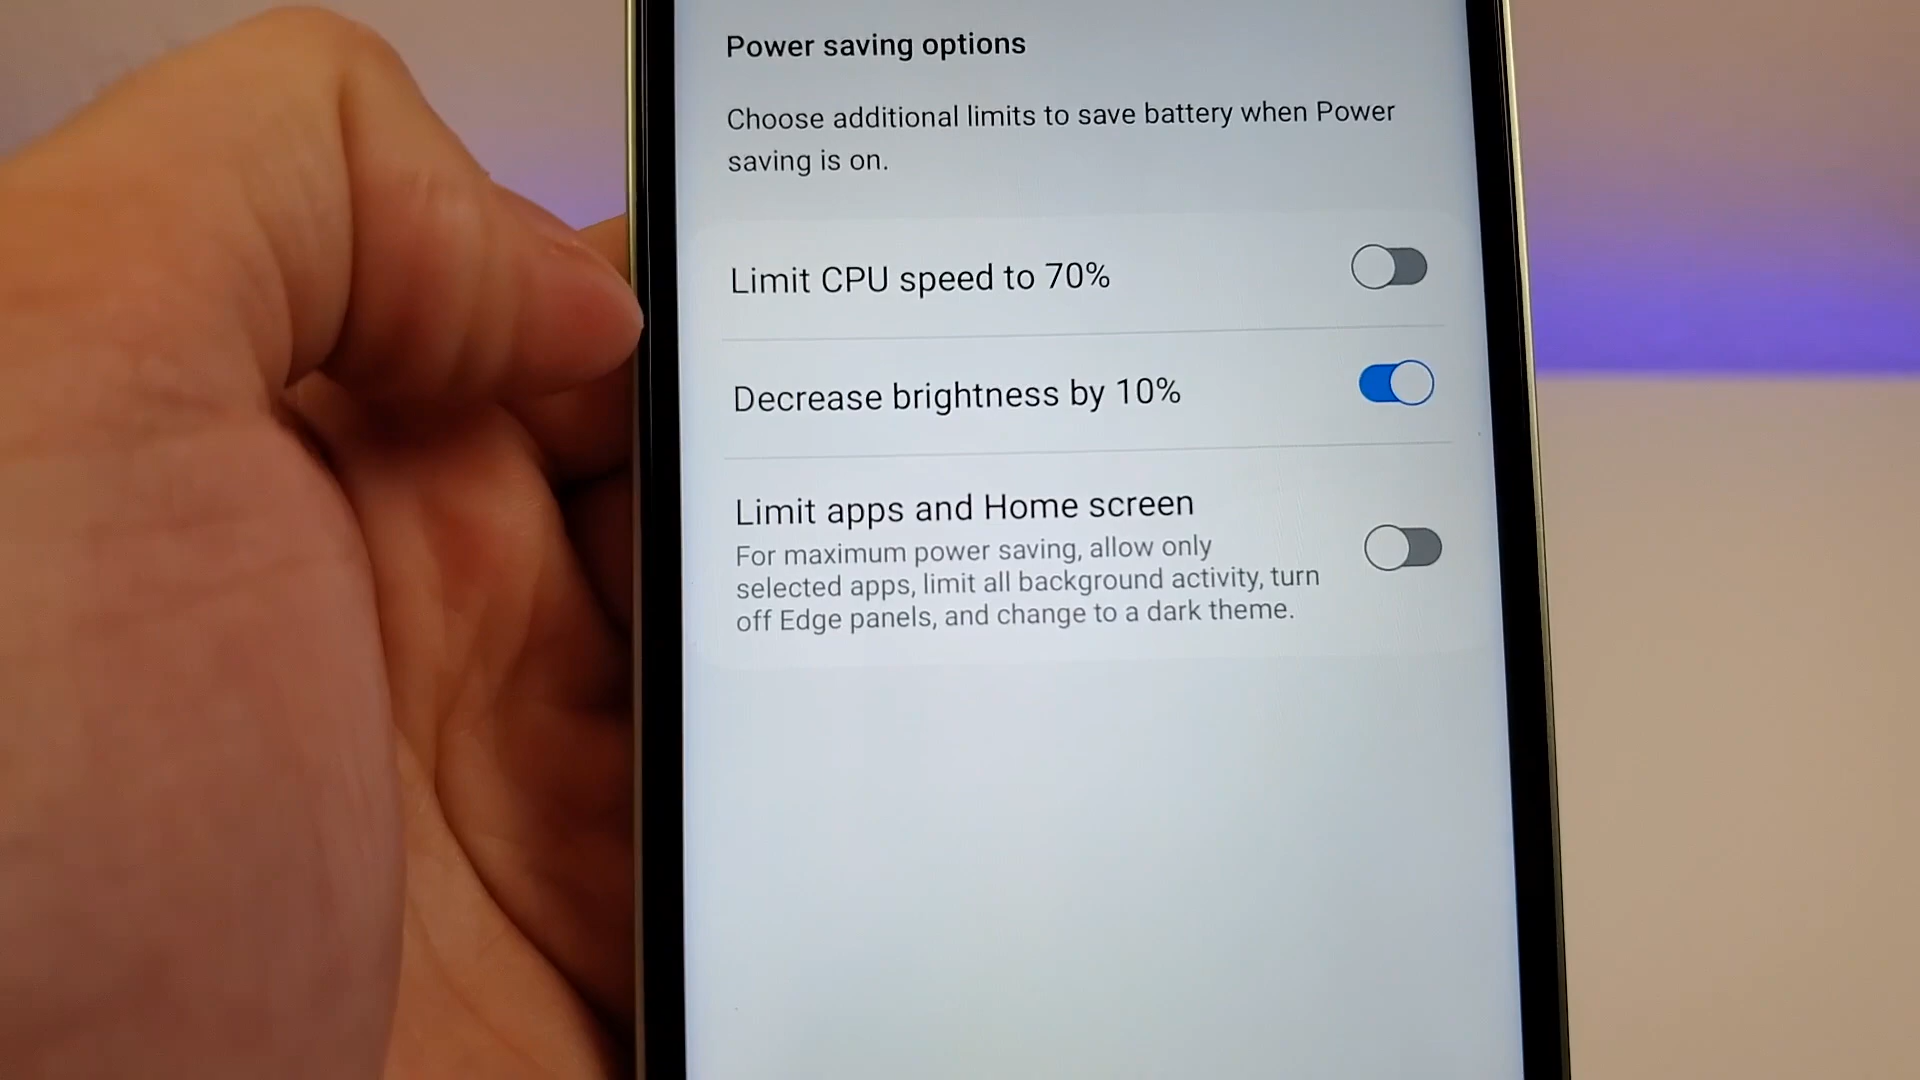 Power saving options
Choose additional limits to save battery when Power
saving is on.
Limit CPU speed to 70%
Decrease brightness by 10%
Limit apps and Home screen
For maximum power saving, allow only
selected apps, limit all background activity, turn
off Edge panels, and change to a dark theme.